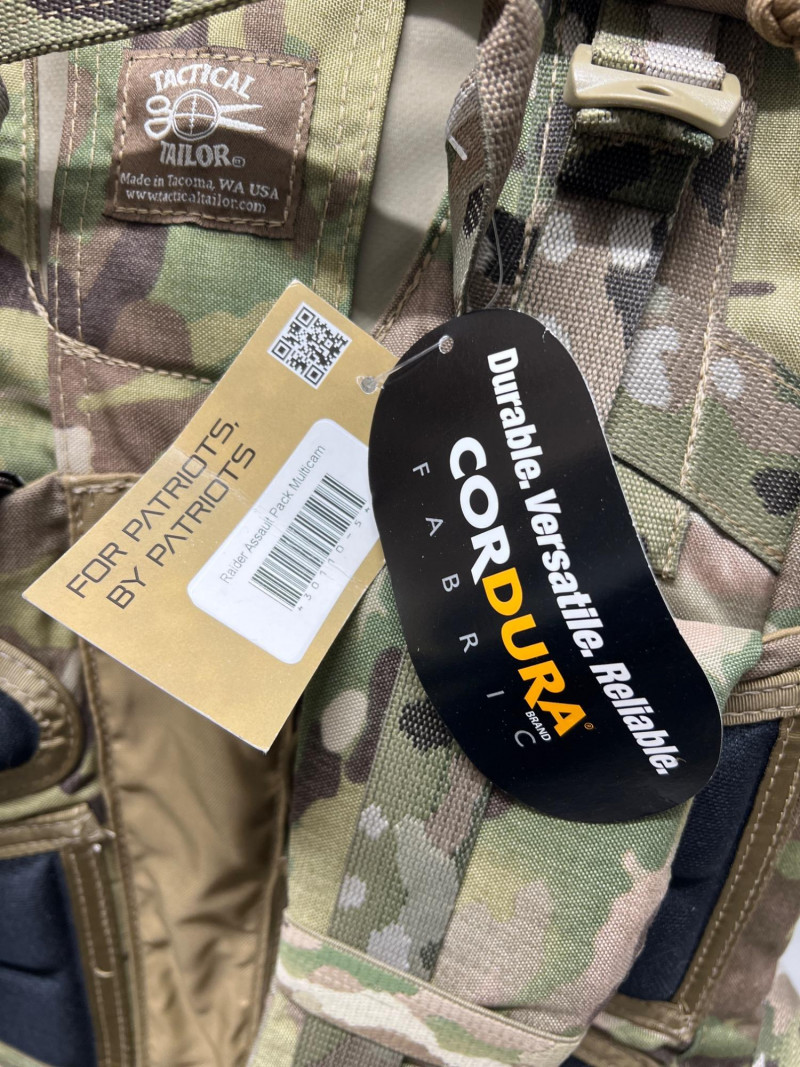 TACTICAL
TAILOR®
Made in Tacoma, WA USA
www.tacticaltailor.com
FOR PATRIOTS,
BY PATRIOTS
Raider Assault Pack Multicam
Durable. Versatile. Reliable.
CORDURA®
BRAND
FABRIC